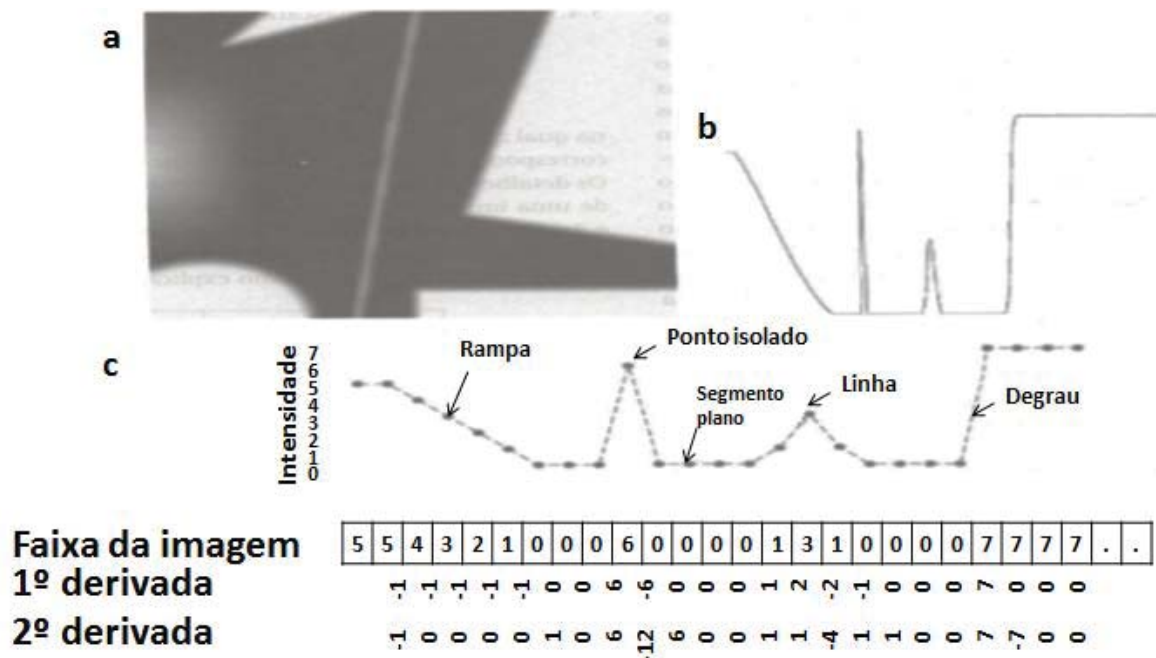 a
b
c
Intensidade
7
6
5
4
3
2
1
0
Rampa
Ponto isolado
Segmento
plano
Linha
Degrau
Faixa da imagem 5 5 4 3 2 1 0 0 0 6 0 0 0 0 1 3 1 0 0 0 0 7 7 7 7 . .
1º derivada -1 -1 -1 -1 -1 0 0 6 -6 0 0 0 1 2 -2 -1 0 0 0 7 0 0 0
2º derivada -1 0 0 0 0 1 0 6 -12 6 0 0 1 1 -4 1 1 0 0 7 -7 0 0